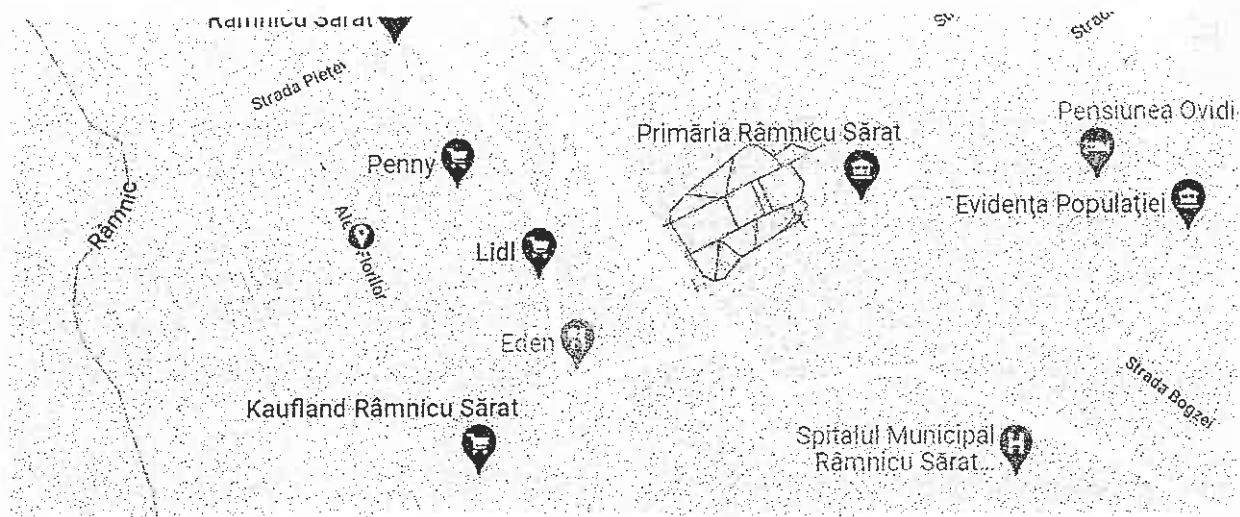 Râmnicu Sărat
Strada Pieței
Pensiunea Ovidi
Primăria Râmnicu Sărat
Penny
Evidența Populației
Râmnic
Florilor
Lidl
Eden
Strada Bogzei
Kaufland Râmnicu Sărat
Spitalul Municipal
Râmnicu Sărat...